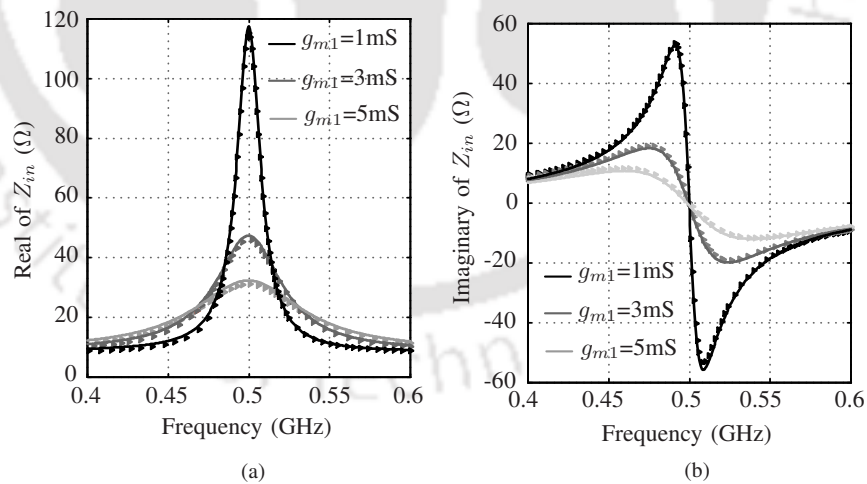 120
100
80
60
40
20
0
Real of Z_in (Ω)
g_m1=1mS
g_m1=3mS
g_m1=5mS
0.4 0.45 0.5 0.55 0.6
Frequency (GHz)
(a)
60
40
20
0
-20
-40
-60
Imaginary of Z_in (Ω)
g_m1=1mS
g_m1=3mS
g_m1=5mS
0.4 0.45 0.5 0.55 0.6
Frequency (GHz)
(b)